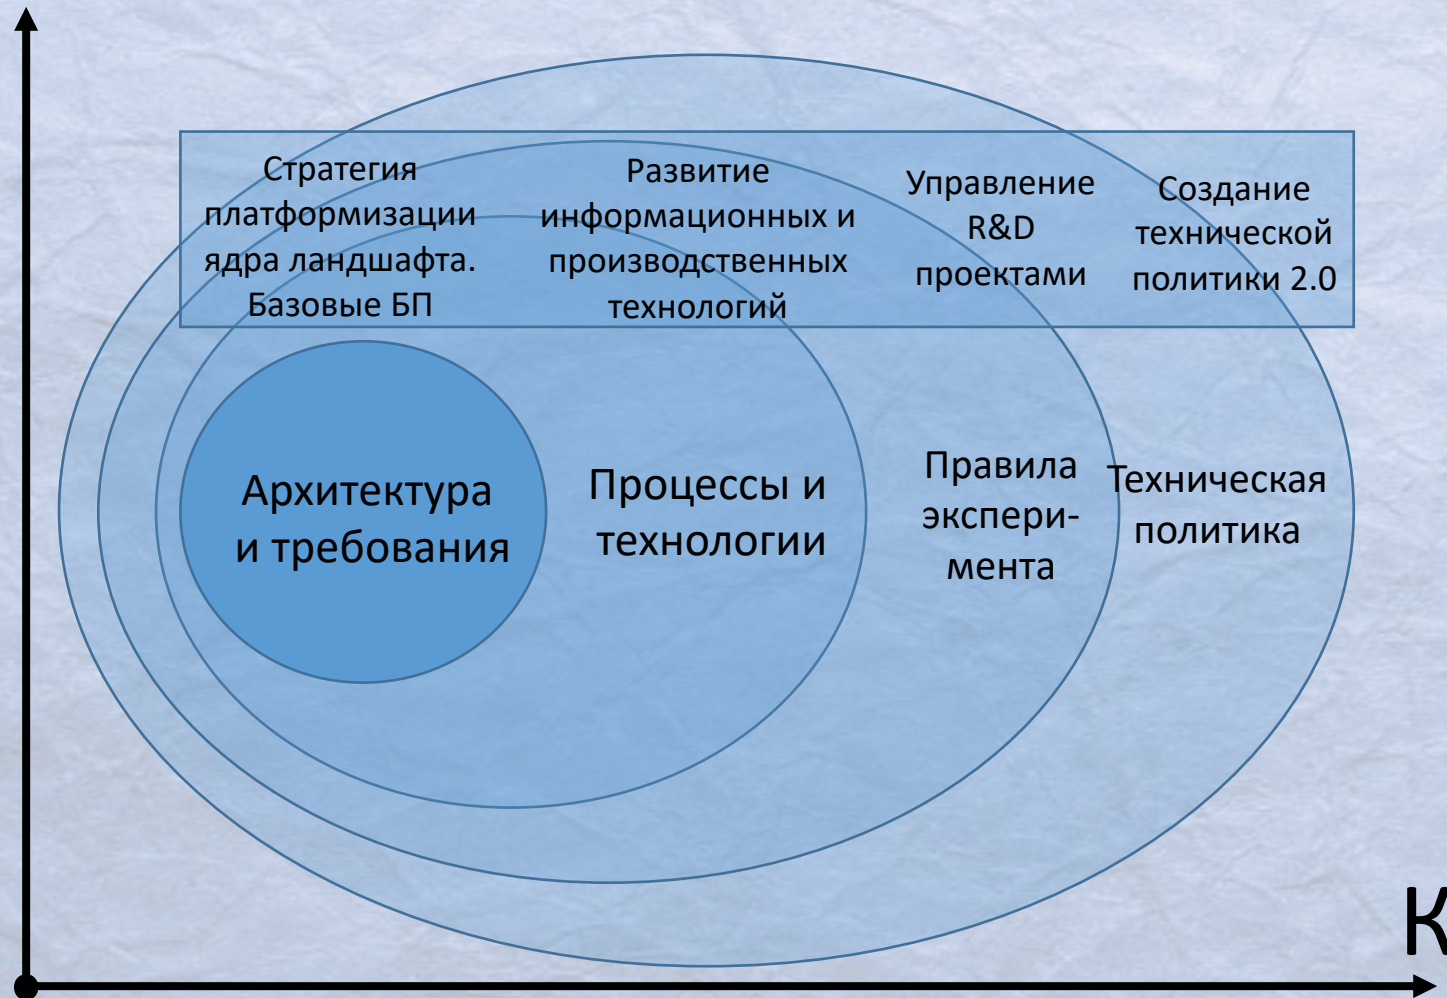 Стратегия
платформизации
ядра ландшафта.
Базовые БП
Развитие
информационных и
производственных
технологий
Управление
R&D
проектами
Создание
технической
политики 2.0
Архитектура
и требования
Процессы и
технологии
Правила
экспери-
мента
Техническая
политика
К